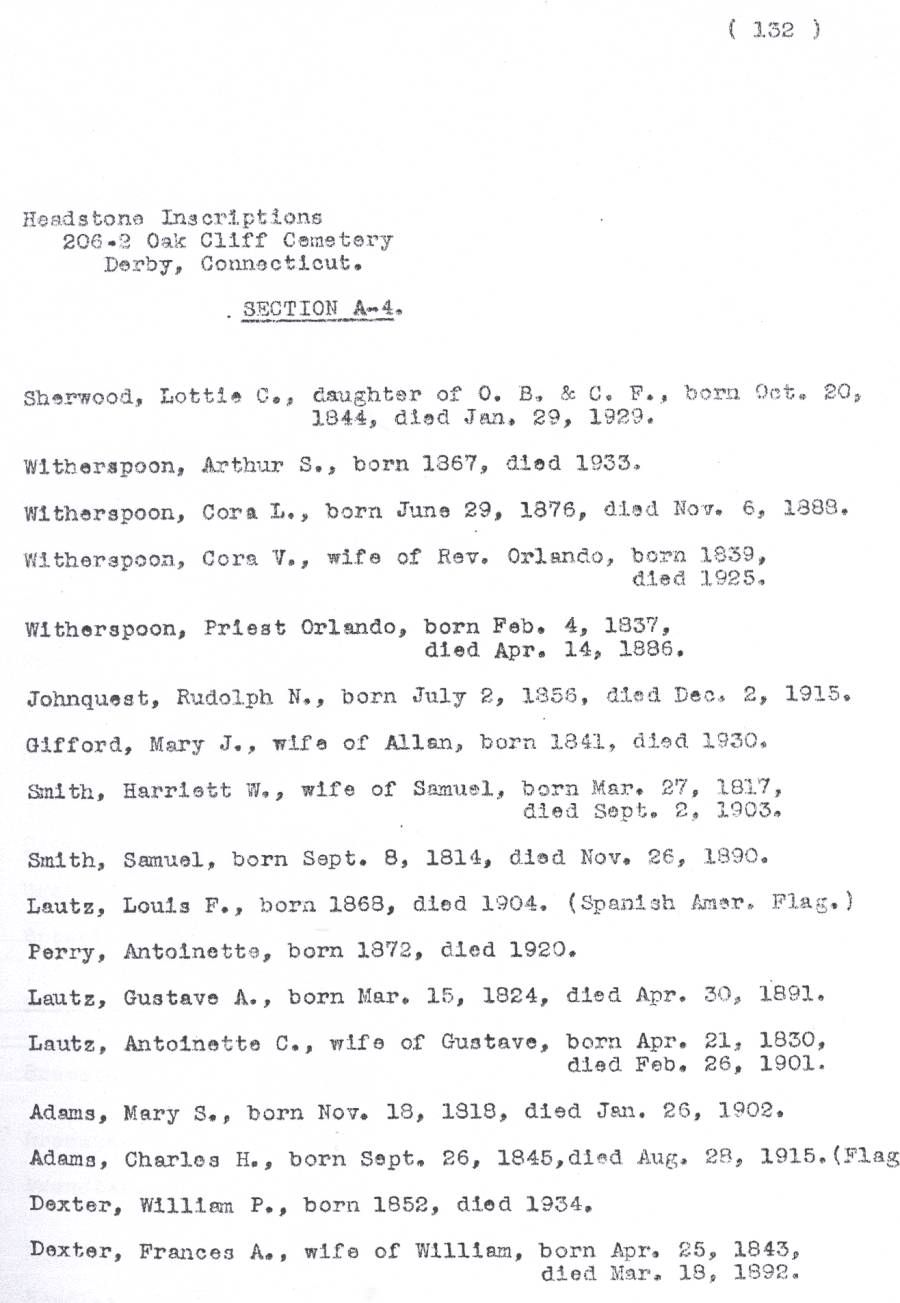 ( 132 )
Headstone Inscriptions
206-2 Oak Cliff Cemetery
Derby, Connecticut.
SECTION A-4.
Sherwood, Lottie C., daughter of O. B. & C. F., born Oct. 20,
1844, died Jan. 29, 1929.
Witherspoon, Arthur S., born 1867, died 1933.
Witherspoon, Cora L., born June 29, 1876, died Nov. 6, 1888.
Witherspoon, Cora V., wife of Rev. Orlando, born 1839,
died 1925.
Witherspoon, Priest Orlando, born Feb. 4, 1837,
died Apr. 14, 1886.
Johnquest, Rudolph N., born July 2, 1856, died Dec. 2, 1915.
Gifford, Mary J., wife of Allan, born 1841, died 1930.
Smith, Harriett W., wife of Samuel, born Mar. 27, 1817,
died Sept. 2, 1903.
Smith, Samuel, born Sept. 8, 1814, died Nov. 26, 1890.
Lautz, Louis F., born 1868, died 1904. (Spanish Amer. Flag.)
Perry, Antoinette, born 1872, died 1920.
Lautz, Gustave A., born Mar. 15, 1824, died Apr. 30, 1891.
Lautz, Antoinette C., wife of Gustave, born Apr. 21, 1830,
died Feb. 26, 1901.
Adams, Mary S., born Nov. 18, 1818, died Jan. 26, 1902.
Adams, Charles H., born Sept. 26, 1845,died Aug. 28, 1915.(Flag
Dexter, William P., born 1852, died 1934.
Dexter, Frances A., wife of William, born Apr. 25, 1843,
died Mar. 18, 1892.